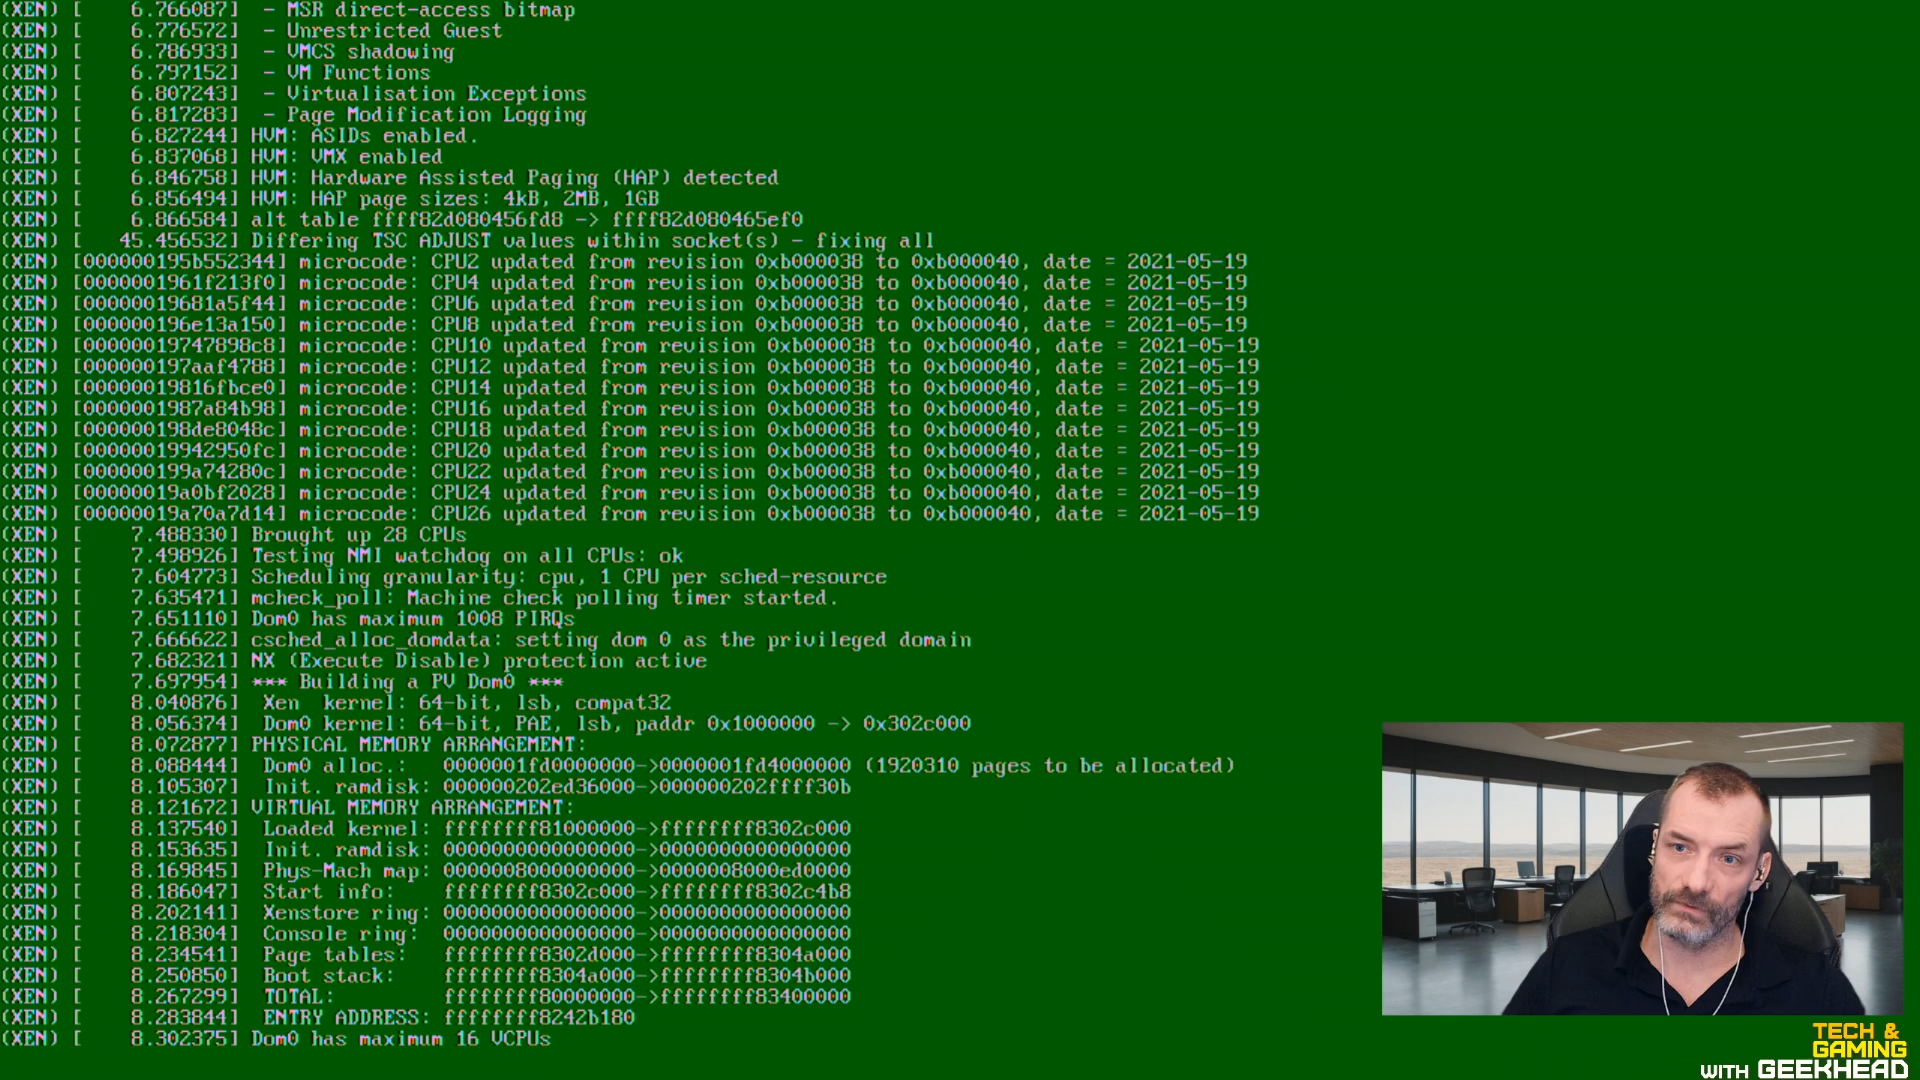 (XEN) [    6.766087]  - MSR direct-access bitmap
(XEN) [    6.776572]  - Unrestricted Guest
(XEN) [    6.786933]  - VMCS shadowing
(XEN) [    6.797152]  - VM Functions
(XEN) [    6.807243]  - Virtualisation Exceptions
(XEN) [    6.817283]  - Page Modification Logging
(XEN) [    6.827244] HVM: ASIDs enabled.
(XEN) [    6.837068] HVM: VMX enabled
(XEN) [    6.846758] HVM: Hardware Assisted Paging (HAP) detected
(XEN) [    6.856494] HVM: HAP page sizes: 4kB, 2MB, 1GB
(XEN) [    6.866584] alt table ffff82d080456fd8 -> ffff82d080465ef0
(XEN) [   45.456532] Differing TSC ADJUST values within socket(s) - fixing all
(XEN) [000000195b552344] microcode: CPU2 updated from revision 0xb000038 to 0xb000040, date = 2021-05-19
(XEN) [0000001961f213f0] microcode: CPU4 updated from revision 0xb000038 to 0xb000040, date = 2021-05-19
(XEN) [00000019681a5f44] microcode: CPU6 updated from revision 0xb000038 to 0xb000040, date = 2021-05-19
(XEN) [000000196e13a150] microcode: CPU8 updated from revision 0xb000038 to 0xb000040, date = 2021-05-19
(XEN) [00000019747898c8] microcode: CPU10 updated from revision 0xb000038 to 0xb000040, date = 2021-05-19
(XEN) [000000197aaf4788] microcode: CPU12 updated from revision 0xb000038 to 0xb000040, date = 2021-05-19
(XEN) [00000019816fbce0] microcode: CPU14 updated from revision 0xb000038 to 0xb000040, date = 2021-05-19
(XEN) [0000001987a84b98] microcode: CPU16 updated from revision 0xb000038 to 0xb000040, date = 2021-05-19
(XEN) [000000198de8048c] microcode: CPU18 updated from revision 0xb000038 to 0xb000040, date = 2021-05-19
(XEN) [00000019942950fc] microcode: CPU20 updated from revision 0xb000038 to 0xb000040, date = 2021-05-19
(XEN) [000000199a74280c] microcode: CPU22 updated from revision 0xb000038 to 0xb000040, date = 2021-05-19
(XEN) [00000019a0bf2028] microcode: CPU24 updated from revision 0xb000038 to 0xb000040, date = 2021-05-19
(XEN) [00000019a70a7d14] microcode: CPU26 updated from revision 0xb000038 to 0xb000040, date = 2021-05-19
(XEN) [    7.488330] Brought up 28 CPUs
(XEN) [    7.498926] Testing NMI watchdog on all CPUs: ok
(XEN) [    7.604773] Scheduling granularity: cpu, 1 CPU per sched-resource
(XEN) [    7.635471] mcheck_poll: Machine check polling timer started.
(XEN) [    7.651110] Dom0 has maximum 1008 PIRQs
(XEN) [    7.666622] csched_alloc_domdata: setting dom 0 as the privileged domain
(XEN) [    7.682321] NX (Execute Disable) protection active
(XEN) [    7.697954] *** Building a PV Dom0 ***
(XEN) [    8.040876]  Xen  kernel: 64-bit, lsb, compat32
(XEN) [    8.056374]  Dom0 kernel: 64-bit, PAE, lsb, paddr 0x1000000 -> 0x302c000
(XEN) [    8.072877] PHYSICAL MEMORY ARRANGEMENT:
(XEN) [    8.088444]  Dom0 alloc.:   0000001fd0000000->0000001fd4000000 (1920310 pages to be allocated)
(XEN) [    8.105307]  Init. ramdisk: 000000202ed36000->000000202ffff30b
(XEN) [    8.121672] VIRTUAL MEMORY ARRANGEMENT:
(XEN) [    8.137540]  Loaded kernel: ffffffff81000000->ffffffff8302c000
(XEN) [    8.153635]  Init. ramdisk: 0000000000000000->0000000000000000
(XEN) [    8.169845]  Phys-Mach map: 0000008000000000->0000008000ed0000
(XEN) [    8.186047]  Start info:    ffffffff8302c000->ffffffff8302c4b8
(XEN) [    8.202141]  Xenstore ring: 0000000000000000->0000000000000000
(XEN) [    8.218304]  Console ring:  0000000000000000->0000000000000000
(XEN) [    8.234541]  Page tables:   ffffffff8302d000->ffffffff8304a000
(XEN) [    8.250850]  Boot stack:    ffffffff8304a000->ffffffff8304b000
(XEN) [    8.267299]  TOTAL:         ffffffff80000000->ffffffff83400000
(XEN) [    8.283844]  ENTRY ADDRESS: ffffffff8242b180
(XEN) [    8.302375] Dom0 has maximum 16 VCPUs
TECH &
GAMING
WITH GEEKHEAD